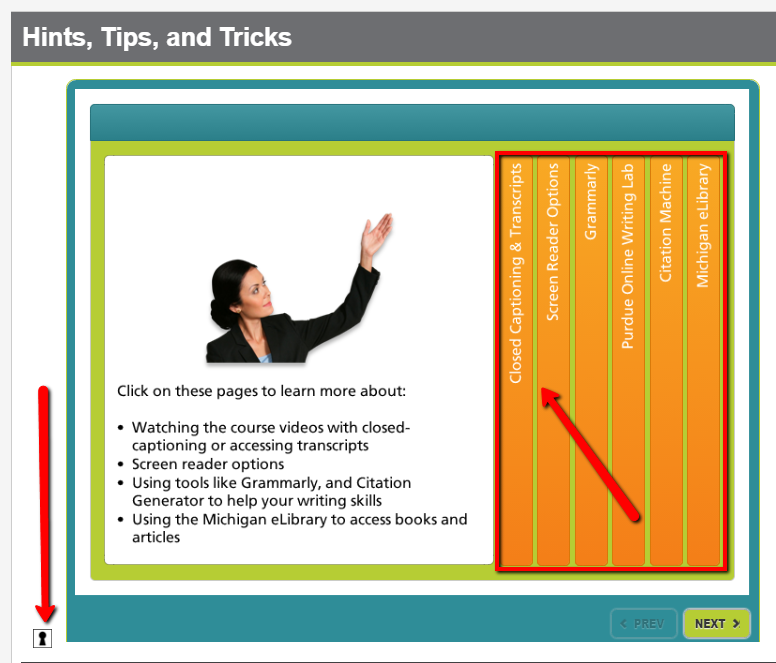 Hints, Tips, and Tricks
Click on these pages to learn more about:
• Watching the course videos with closed-
captioning or accessing transcripts
• Screen reader options
• Using tools like Grammarly, and Citation
Generator to help your writing skills
• Using the Michigan eLibrary to access books and
articles
Closed Captioning & Transcripts
Screen Reader Options
Grammarly
Purdue Online Writing Lab
Citation Machine
Michigan eLibrary
< PREV
NEXT >